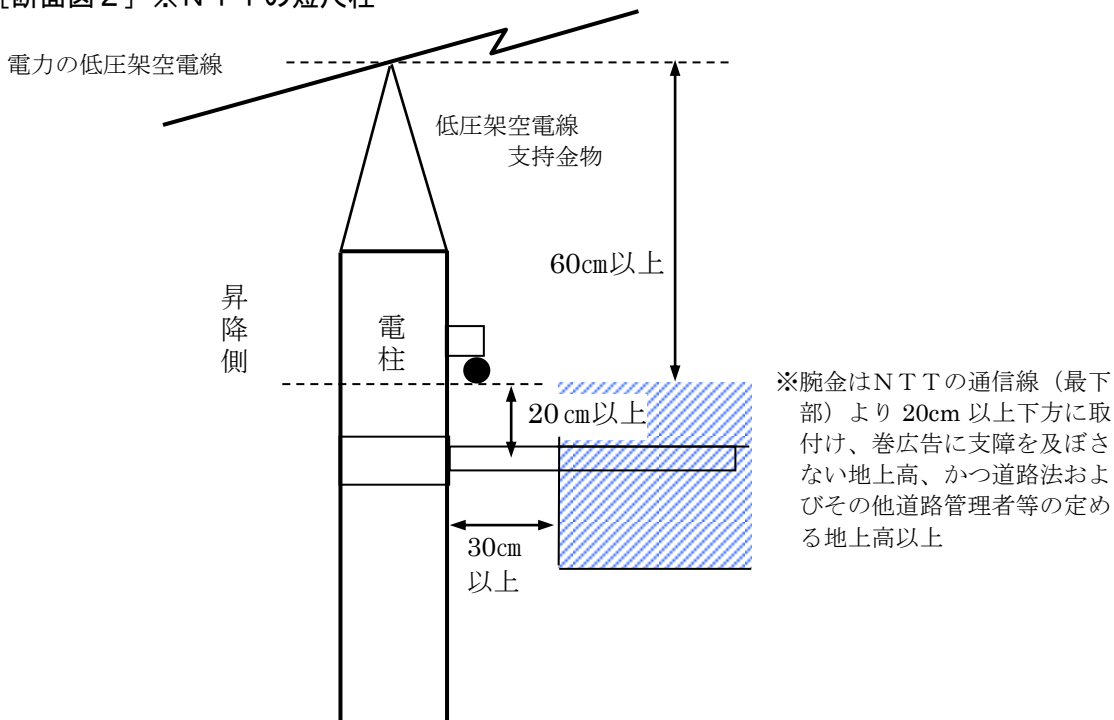 [断面図2] ※NTTの短尺柱
電力の低圧架空電線
低圧架空電線
支持金物
60㎝以上
昇降側
電柱
20㎝以上
30㎝
以上
※腕金はNTTの通信線（最下
部）より 20cm 以上下方に取
付け、巻広告に支障を及ぼさ
ない地上高、かつ道路法およ
びその他道路管理者等の定め
る地上高以上